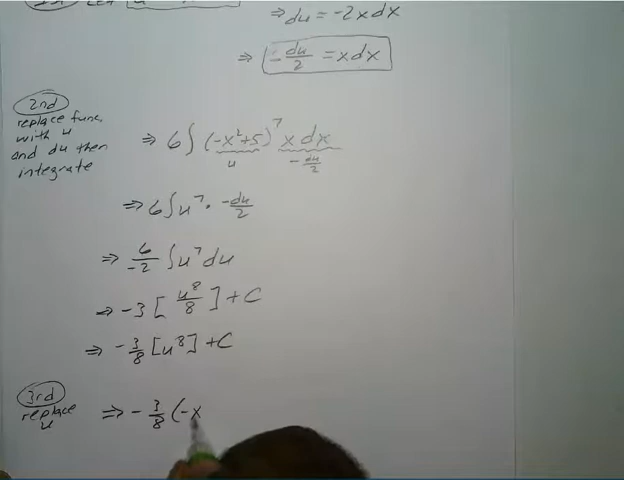 ⇒ du = -2x dx
⇒ -du/2 = x dx
2nd
replace func.
with u
and du then
integrate
⇒ 6∫(-x²+5)⁷ x dx
u -du/2
⇒ 6∫u⁷ · -du/2
⇒ 6/-2 ∫u⁷ du
⇒ -3[u⁸/8] + C
⇒ -3/8[u⁸] + C
3rd
replace
u
⇒ -3/8(-x